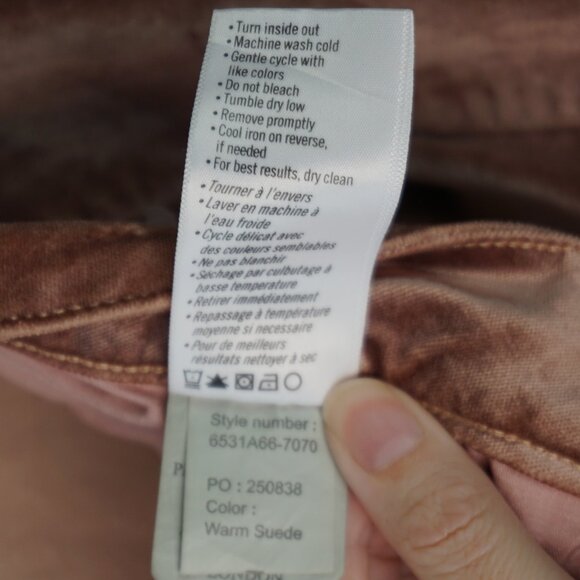 • Turn inside out
• Machine wash cold
• Gentle cycle with
like colors
• Do not bleach
• Tumble dry low
• Remove promptly
• Cool iron on reverse,
if needed
• For best results, dry clean
• Tourner à l'envers
• Laver en machine à
l'eau froide
• Cycle délicat avec
des couleurs semblables
• Ne pas blanchir
• Séchage par culbutage à
basse température
• Retirer immédiatement
• Repassage à température
moyenne si necessaire
• Pour de meilleurs
résultats nettoyer à sec
Style number :
6531A66-7070
PO : 250838
Color :
Warm Suede
LONDON